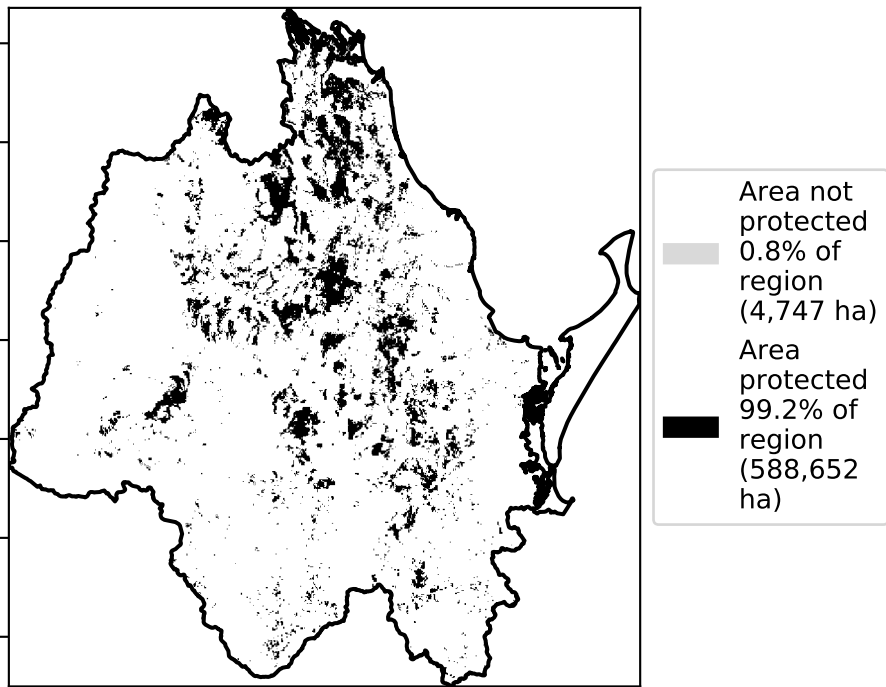 Area not
protected
0.8% of
region
(4,747 ha)
Area
protected
99.2% of
region
(588,652
ha)